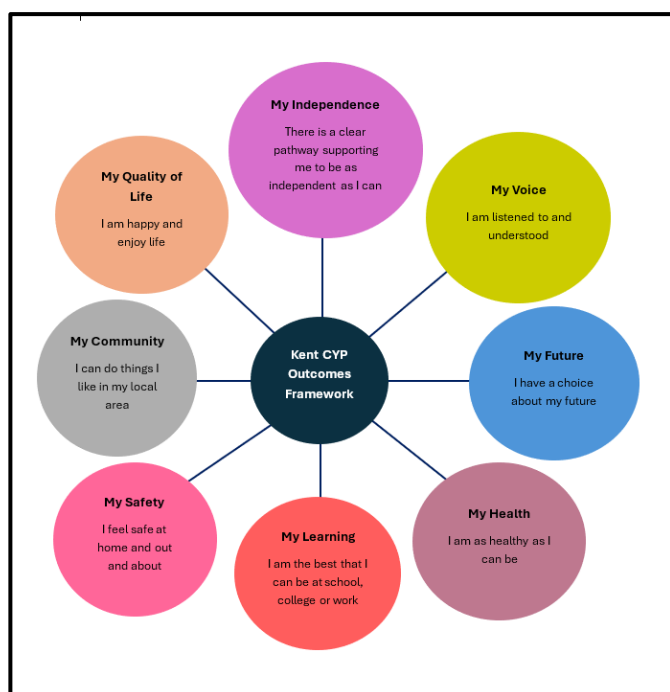 My Independence
There is a clear
pathway supporting
me to be as
independent as I can
My Voice
I am listened to and
understood
My Future
I have a choice
about my future
My Health
I am as healthy as I
can be
My Learning
I am the best that I
can be at school,
college or work
My Safety
I feel safe at
home and out
and about
My Community
I can do things I
like in my local
area
My Quality of
Life
I am happy and
enjoy life
Kent CYP
Outcomes
Framework